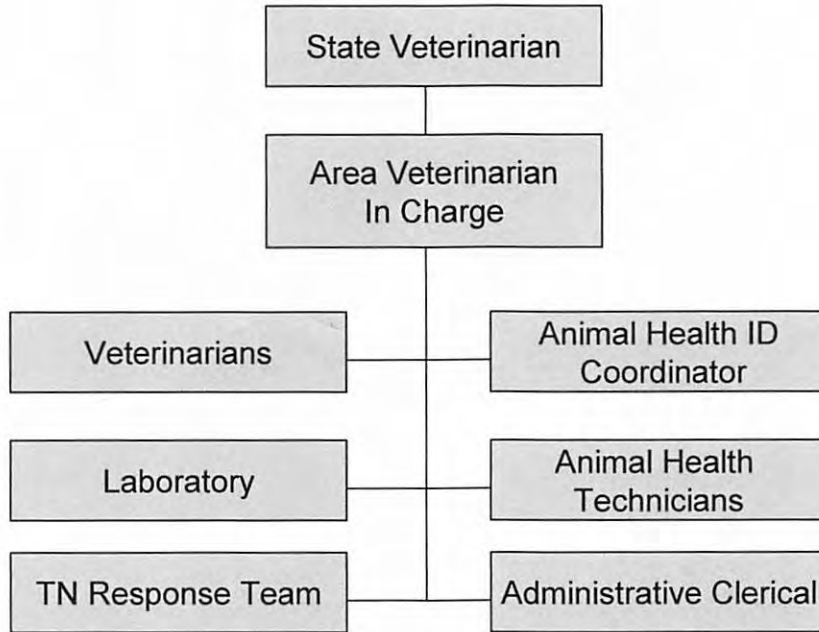 State Veterinarian
Area Veterinarian
In Charge
Veterinarians
Animal Health ID
Coordinator
Laboratory
Animal Health
Technicians
TN Response Team
Administrative Clerical